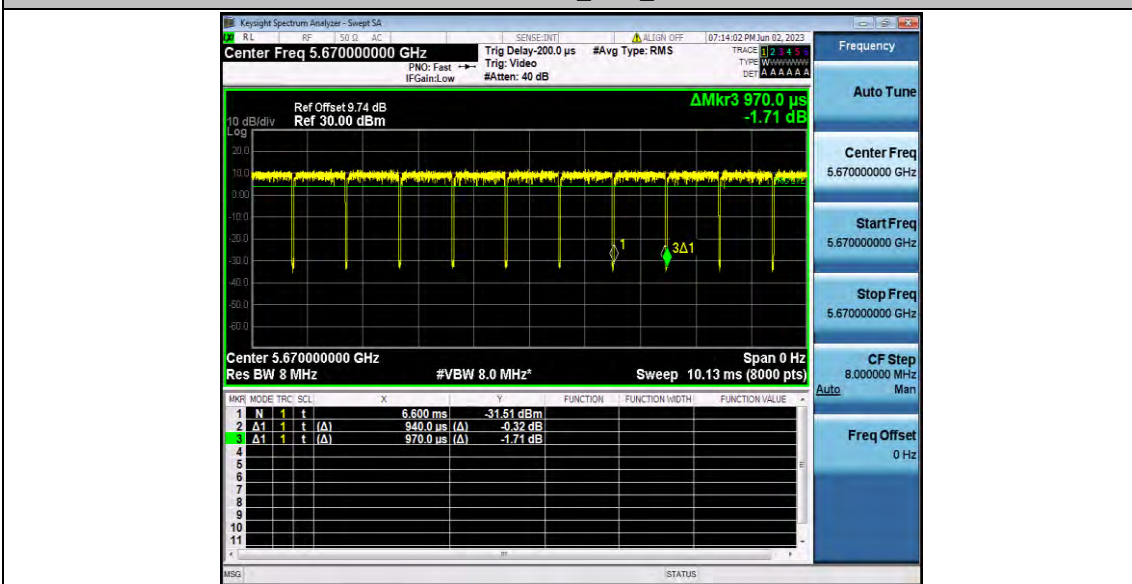 Keysight Spectrum Analyzer - Swept SA
RL RF 50 Ω AC SENSE:INT ALIGN OFF 07:14:02 PM Jun 02, 2023
Center Freq 5.670000000 GHz
PNO: Fast
IFGain:Low
Trig Delay-200.0 µs
Trig: Video
#Atten: 40 dB
#Avg Type: RMS
TRACE 1 2 3 4 5 6
TYPE WWWWWW
DET A A A A A A
Ref Offset 9.74 dB
10 dB/div Ref 30.00 dBm
Log
ΔMkr3 970.0 µs
-1.71 dB
20.0
10.0
0.00
-10.0
-20.0
-30.0
-40.0
-50.0
-60.0
1
3Δ1
Center 5.670000000 GHz Span 0 Hz
Res BW 8 MHz #VBW 8.0 MHz* Sweep 10.13 ms (8000 pts)
MKR MODE TRC SCL X Y FUNCTION FUNCTION WIDTH FUNCTION VALUE
1 N 1 t 6.600 ms -31.51 dBm
2 Δ1 1 t (Δ) 940.0 µs (Δ) -0.32 dB
3 Δ1 1 t (Δ) 970.0 µs (Δ) -1.71 dB
4
5
6
7
8
9
10
11
MSG STATUS
Frequency
Auto Tune
Center Freq
5.670000000 GHz
Start Freq
5.670000000 GHz
Stop Freq
5.670000000 GHz
CF Step
8.000000 MHz
Auto Man
Freq Offset
0 Hz